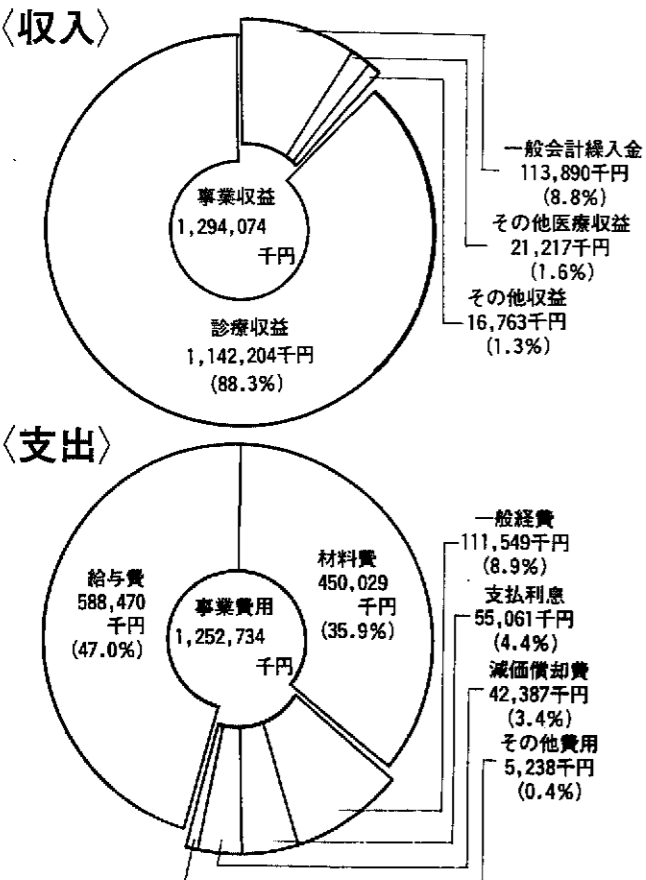 〈収入〉
一般会計繰入金
113,890千円
(8.8%)
その他医療収益
21,217千円
(1.6%)
その他収益
16,763千円
(1.3%)
事業収益
1,294,074
千円
診療収益
1,142,204千円
(88.3%)
〈支出〉
給与費
588,470
千円
(47.0%)
事業費用
1,252,734
千円
材料費
450,029
千円
(35.9%)
一般経費
111,549千円
(8.9%)
支払利息
55,061千円
(4.4%)
減価償却費
42,387千円
(3.4%)
その他費用
5,238千円
(0.4%)